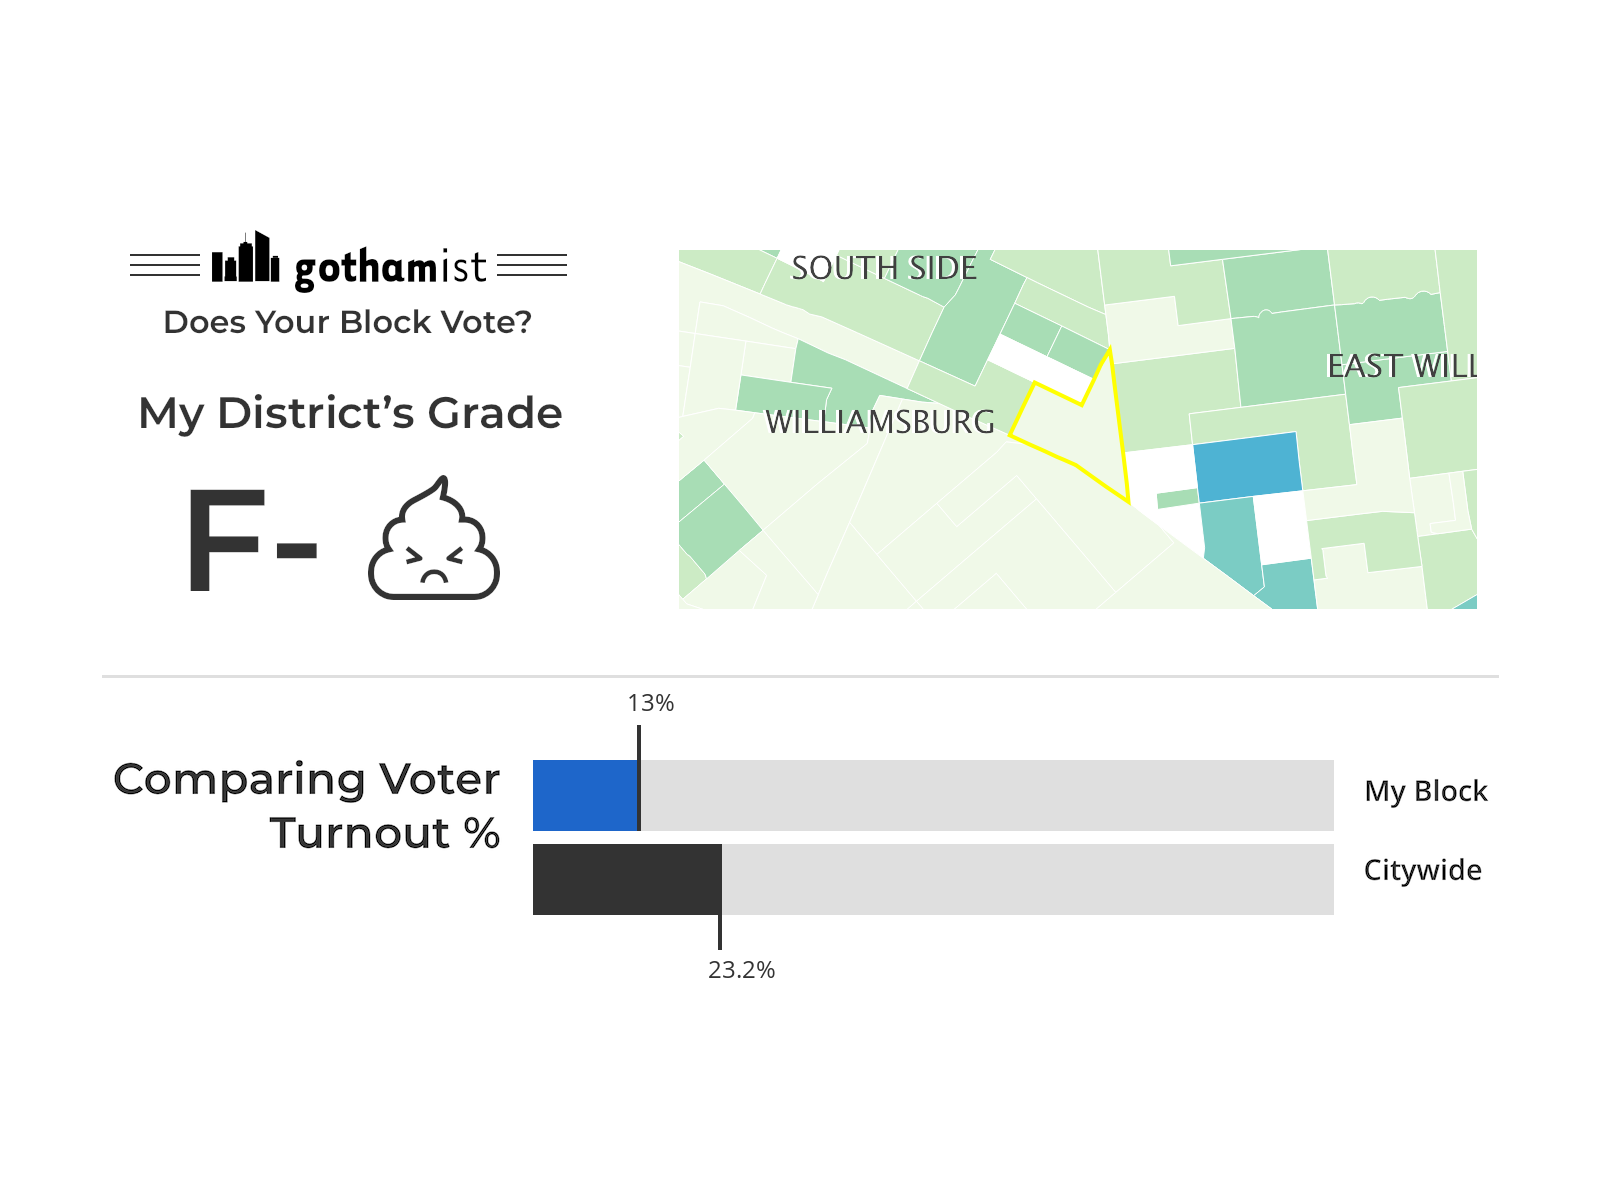 gothamist
Does Your Block Vote?
My District's Grade
F-
SOUTH SIDE
EAST WILL
WILLIAMSBURG
13%
Comparing Voter
Turnout %
My Block
Citywide
23.2%